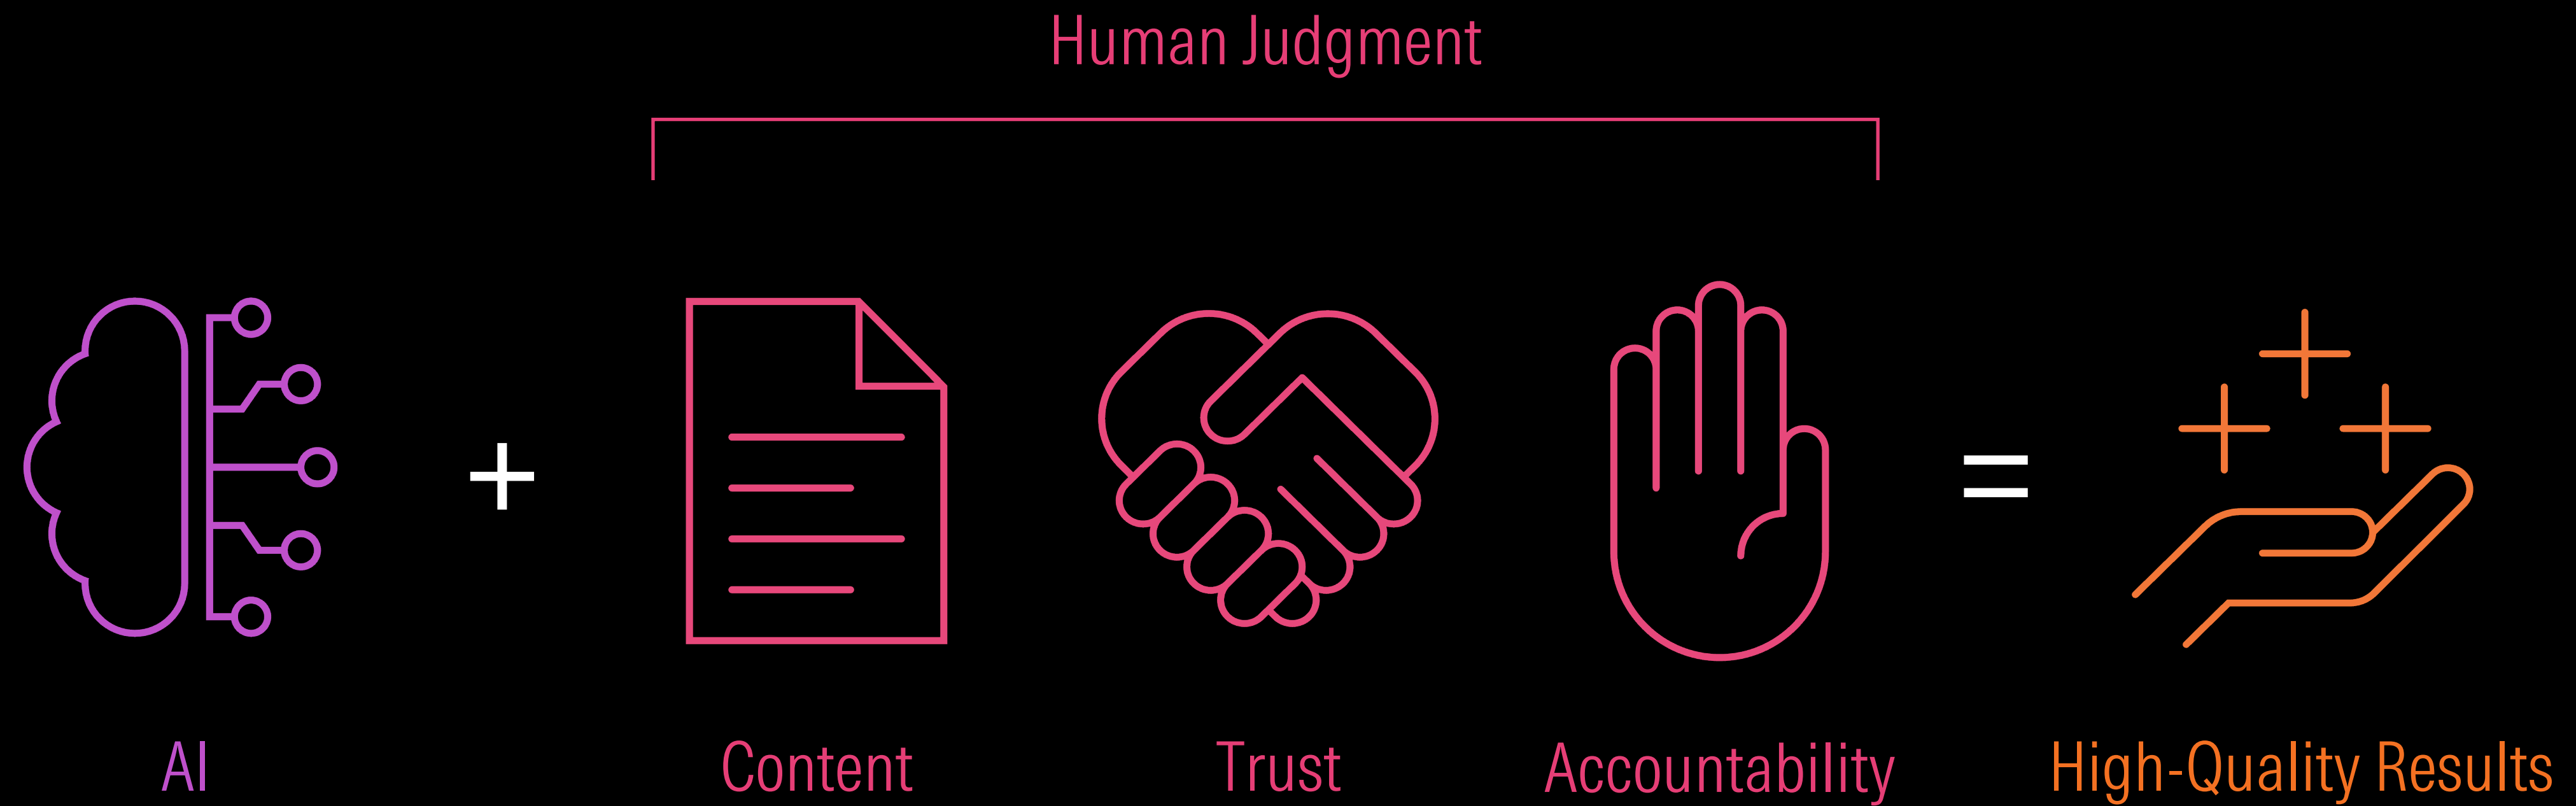 Human Judgment
AI
+
Content
Trust
Accountability
=
High-Quality Results